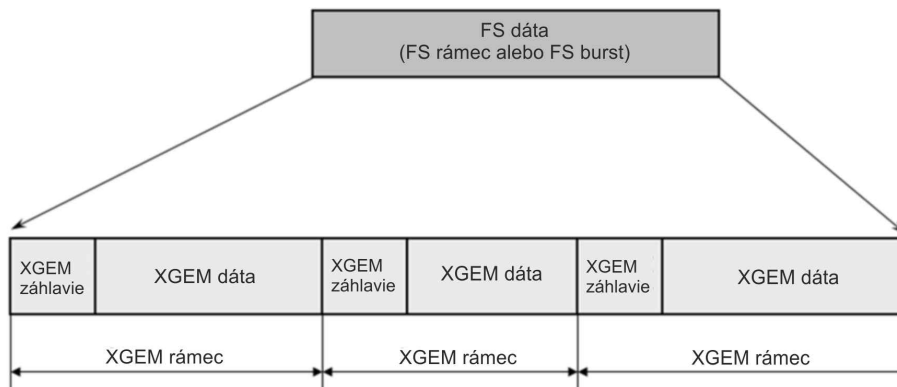 FS dáta
(FS rámec alebo FS burst)
XGEM
záhlavie
XGEM dáta
XGEM
záhlavie
XGEM dáta
XGEM
záhlavie
XGEM dáta
XGEM rámec
XGEM rámec
XGEM rámec